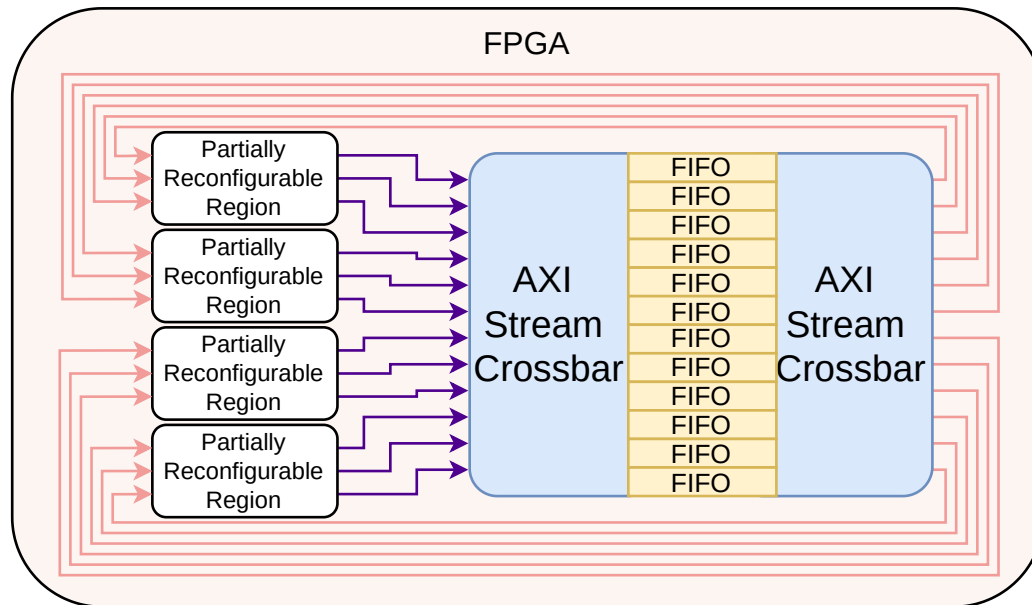 FPGA
Partially
Reconfigurable
Region
Partially
Reconfigurable
Region
Partially
Reconfigurable
Region
Partially
Reconfigurable
Region
AXI
Stream
Crossbar
FIFO
FIFO
FIFO
FIFO
FIFO
FIFO
FIFO
FIFO
FIFO
FIFO
FIFO
FIFO
AXI
Stream
Crossbar